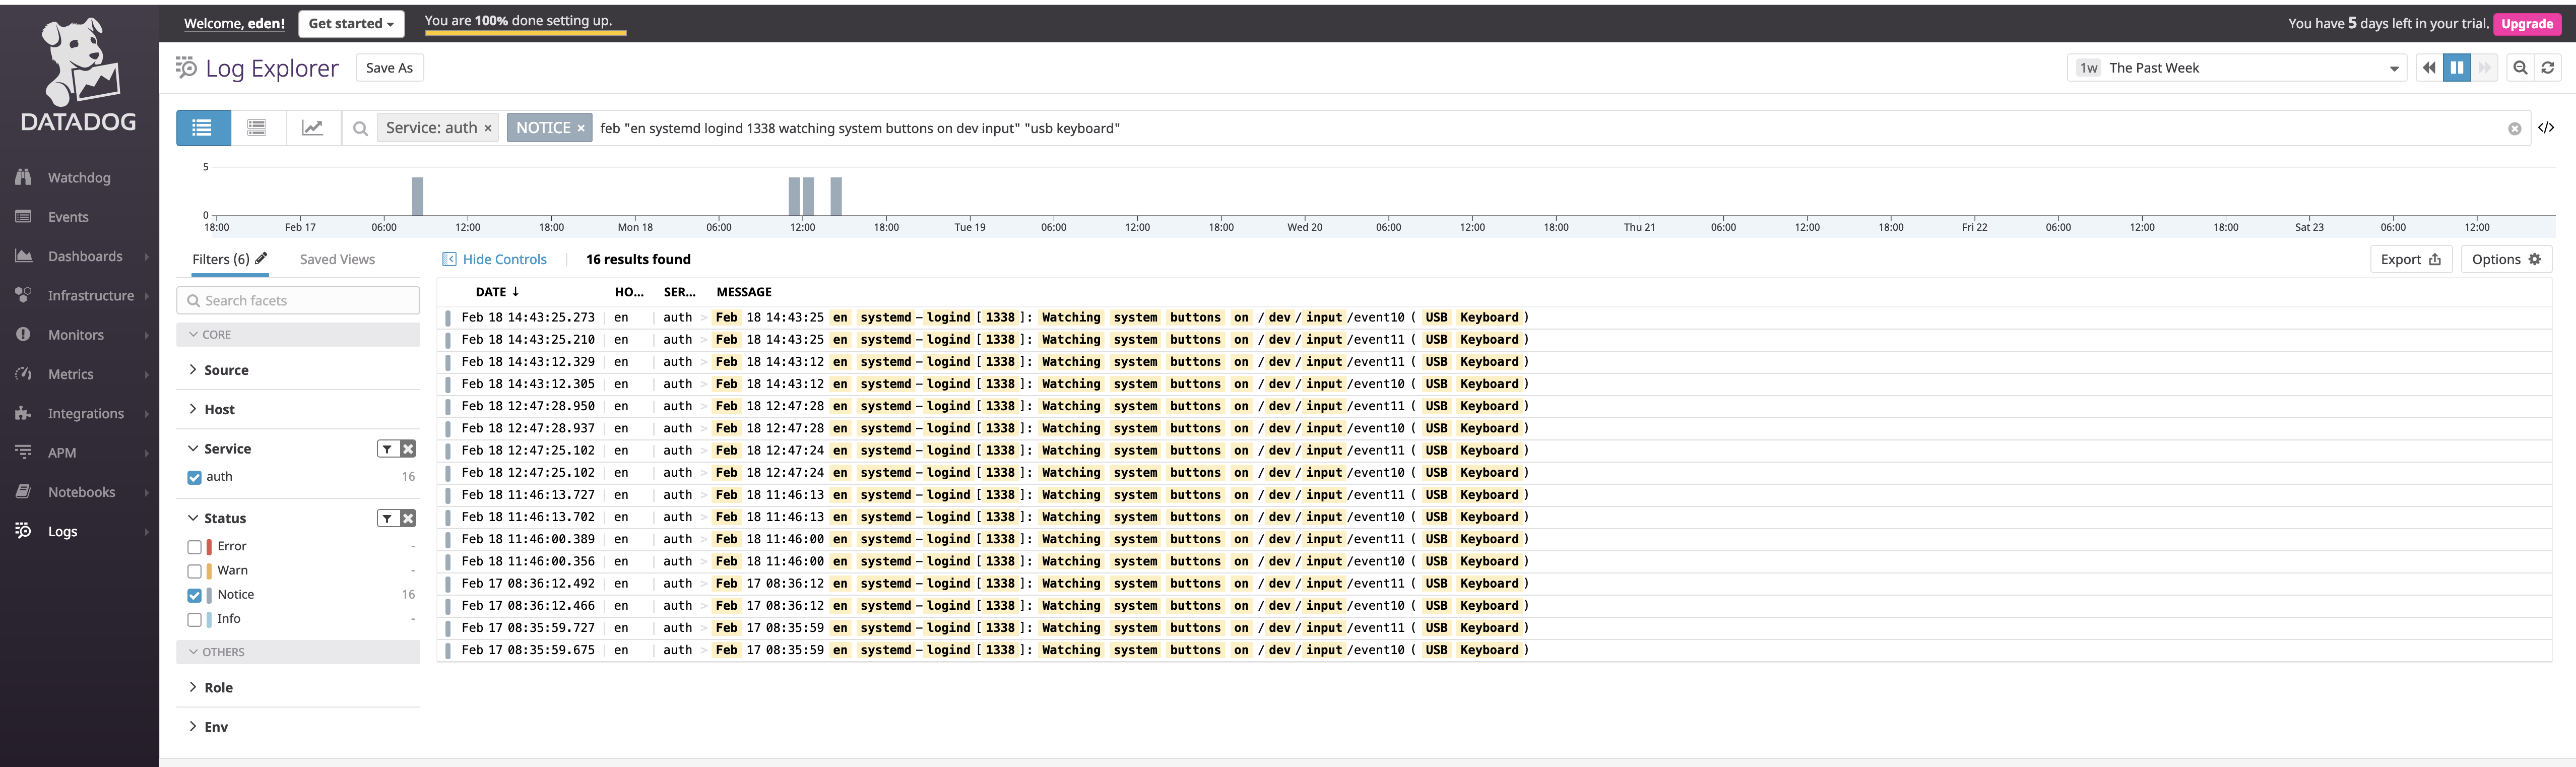 Welcome, eden!
Get started
You are 100% done setting up.
You have 5 days left in your trial.
Upgrade
DATADOG
Watchdog
Events
Dashboards
Infrastructure
Monitors
Metrics
Integrations
APM
Notebooks
Logs
Log Explorer
Save As
1w The Past Week
Service: auth ×
NOTICE ×
feb "en systemd logind 1338 watching system buttons on dev input" "usb keyboard"
</>
5
0
18:00 Feb 17 06:00 12:00 18:00 Mon 18 06:00 12:00 18:00 Tue 19 06:00 12:00 18:00 Wed 20 06:00 12:00 18:00 Thu 21 06:00 12:00 18:00 Fri 22 06:00 12:00 18:00 Sat 23 06:00 12:00
Filters (6)
Saved Views
Search facets
CORE
Source
Host
Service
auth 16
Status
Error -
Warn -
Notice 16
Info -
OTHERS
Role
Env
Hide Controls
16 results found
Export
Options
DATE ↓ HO... SER... MESSAGE
Feb 18 14:43:25.273 en auth > Feb 18 14:43:25 en systemd-logind[1338]: Watching system buttons on /dev/input/event10 (USB Keyboard)
Feb 18 14:43:25.210 en auth > Feb 18 14:43:25 en systemd-logind[1338]: Watching system buttons on /dev/input/event11 (USB Keyboard)
Feb 18 14:43:12.329 en auth > Feb 18 14:43:12 en systemd-logind[1338]: Watching system buttons on /dev/input/event11 (USB Keyboard)
Feb 18 14:43:12.305 en auth > Feb 18 14:43:12 en systemd-logind[1338]: Watching system buttons on /dev/input/event10 (USB Keyboard)
Feb 18 12:47:28.950 en auth > Feb 18 12:47:28 en systemd-logind[1338]: Watching system buttons on /dev/input/event11 (USB Keyboard)
Feb 18 12:47:28.937 en auth > Feb 18 12:47:28 en systemd-logind[1338]: Watching system buttons on /dev/input/event10 (USB Keyboard)
Feb 18 12:47:25.102 en auth > Feb 18 12:47:24 en systemd-logind[1338]: Watching system buttons on /dev/input/event11 (USB Keyboard)
Feb 18 12:47:25.102 en auth > Feb 18 12:47:24 en systemd-logind[1338]: Watching system buttons on /dev/input/event10 (USB Keyboard)
Feb 18 11:46:13.727 en auth > Feb 18 11:46:13 en systemd-logind[1338]: Watching system buttons on /dev/input/event11 (USB Keyboard)
Feb 18 11:46:13.702 en auth > Feb 18 11:46:13 en systemd-logind[1338]: Watching system buttons on /dev/input/event10 (USB Keyboard)
Feb 18 11:46:00.389 en auth > Feb 18 11:46:00 en systemd-logind[1338]: Watching system buttons on /dev/input/event11 (USB Keyboard)
Feb 18 11:46:00.356 en auth > Feb 18 11:46:00 en systemd-logind[1338]: Watching system buttons on /dev/input/event10 (USB Keyboard)
Feb 17 08:36:12.492 en auth > Feb 17 08:36:12 en systemd-logind[1338]: Watching system buttons on /dev/input/event11 (USB Keyboard)
Feb 17 08:36:12.466 en auth > Feb 17 08:36:12 en systemd-logind[1338]: Watching system buttons on /dev/input/event10 (USB Keyboard)
Feb 17 08:35:59.727 en auth > Feb 17 08:35:59 en systemd-logind[1338]: Watching system buttons on /dev/input/event11 (USB Keyboard)
Feb 17 08:35:59.675 en auth > Feb 17 08:35:59 en systemd-logind[1338]: Watching system buttons on /dev/input/event10 (USB Keyboard)